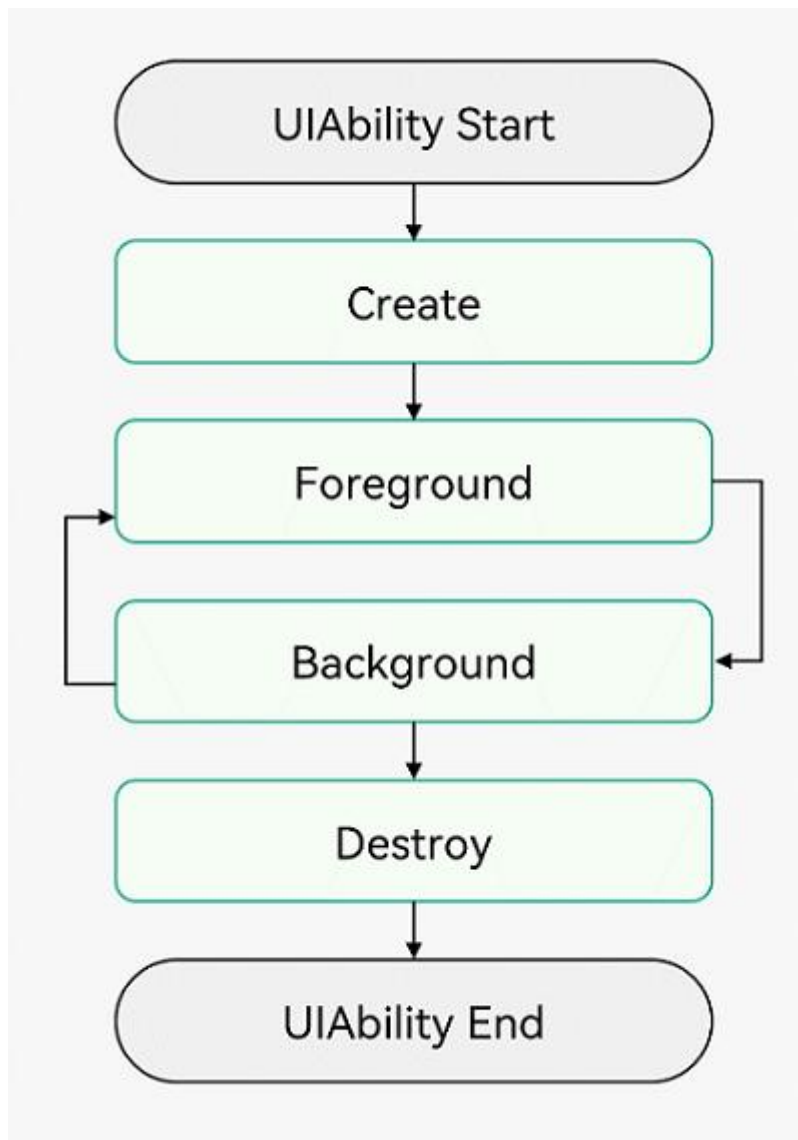 UIAbility Start
Create
Foreground
Background
Destroy
UIAbility End